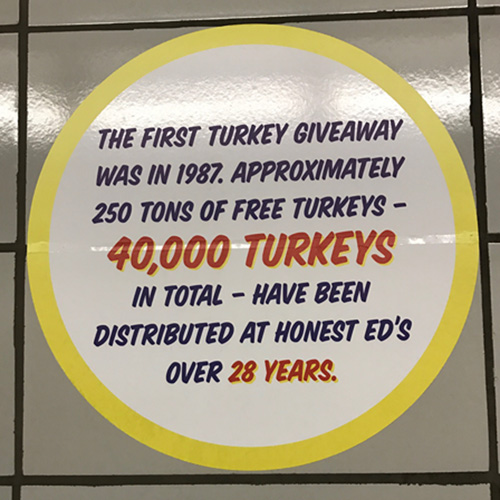 THE FIRST TURKEY GIVEAWAY
WAS IN 1987. APPROXIMATELY
250 TONS OF FREE TURKEYS –
40,000 TURKEYS
IN TOTAL – HAVE BEEN
DISTRIBUTED AT HONEST ED'S
OVER 28 YEARS.